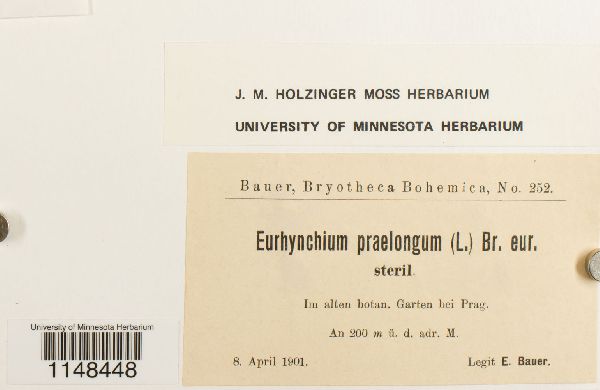 J. M. HOLZINGER MOSS HERBARIUM
UNIVERSITY OF MINNESOTA HERBARIUM
Bauer, Bryotheca Bohemica, No. 252.
Eurhynchium praelongum (L.) Br. eur.
steril.
Im alten botan. Garten bei Prag.
An 200 m ü. d. adr. M.
8. April 1901. Legit E. Bauer.
University of Minnesota Herbarium
1148448